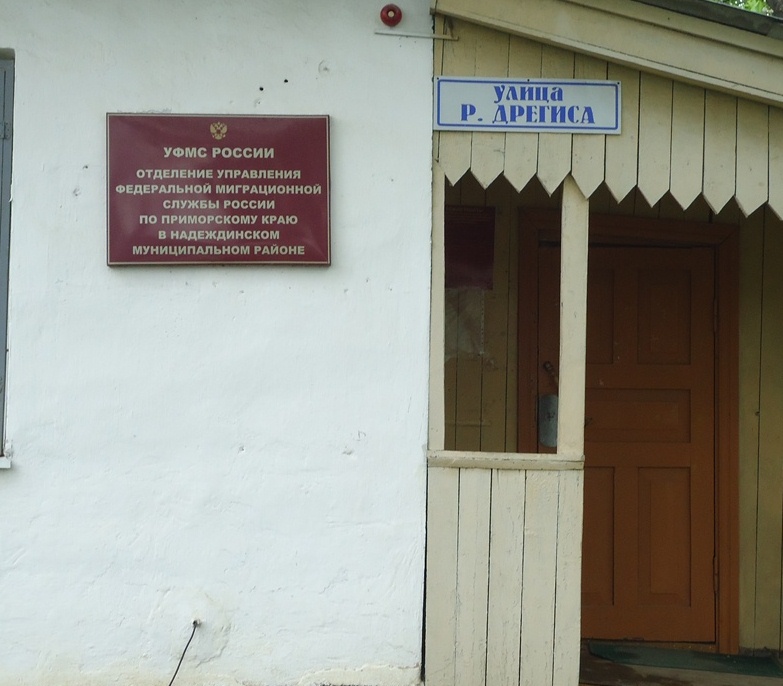 УФМС РОССИИ
ОТДЕЛЕНИЕ УПРАВЛЕНИЯ
ФЕДЕРАЛЬНОЙ МИГРАЦИОННОЙ
СЛУЖБЫ РОССИИ
ПО ПРИМОРСКОМУ КРАЮ
В НАДЕЖДИНСКОМ
МУНИЦИПАЛЬНОМ РАЙОНЕ
УЛИЦА
Р. ДРЕГИСА